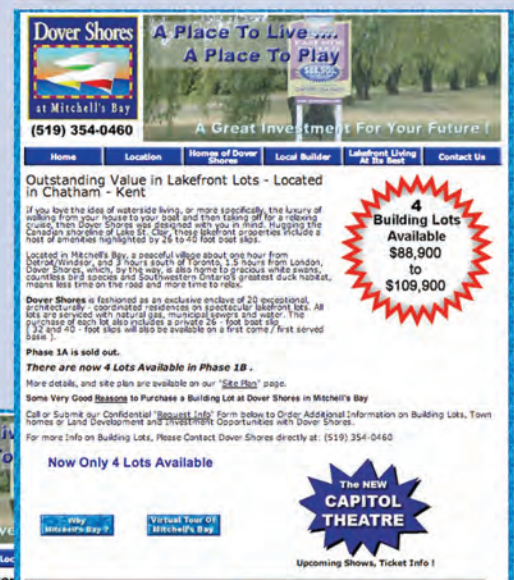 Dover Shores
at Mitchell's Bay
(519) 354-0460
A Place To Live ....
A Place To Play
$88,900
A Great Investment For Your Future !
Home
Location
Homes of Dover Shores
Local Builder
Lakefront Living At Its Best
Contact Us
Outstanding Value in Lakefront Lots - Located
in Chatham - Kent
If you love the idea of waterside living, or more specifically, the luxury of
walking from your house to your boat and then taking off for a relaxing
cruise, then Dover Shores was designed with you in mind. Hugging the
Canadian shoreline of Lake St. Clair, these lakefront properties include a
host of amenities highlighted by 26 to 40 foot boat slips.
Located in Mitchell's Bay, a peaceful village about one hour from
Detroit/Windsor, and 3 hours south of Toronto, 1.5 hours from London,
Dover Shores, which, by the way, is also home to gracious white swans,
countless bird species and Southwestern Ontario's greatest duck habitat,
means less time on the road and more time to relax.
Dover Shores is fashioned as an exclusive enclave of 20 exceptional,
architecturally - coordinated residences on spectacular lakefront lots. All
lots are serviced with natural gas, municipal sewers and water. The
purchase of each lot also includes a private 26 - foot boat slip
( 32 and 40 - foot slips will also be available on a first come / first served
basis ).
Phase 1A is sold out.
There are now 4 Lots Available in Phase 1B .
More details, and site plan are available on our "Site Plan" page.
Some Very Good Reasons to Purchase a Building Lot at Dover Shores in Mitchell's Bay
Call or Submit our Confidential "Request Info" Form below to Order Additional Information on Building Lots, Town
homes or Land Development and Investment Opportunities with Dover Shores.
For more Info on Building Lots, Please Contact Dover Shores directly at: (519) 354-0460
4
Building Lots
Available
$88,900
to
$109,900
Now Only 4 Lots Available
Why
Mitchell's Bay ?
Virtual Tour Of
Mitchell's Bay
The NEW
CAPITOL
THEATRE
Upcoming Shows, Ticket Info !